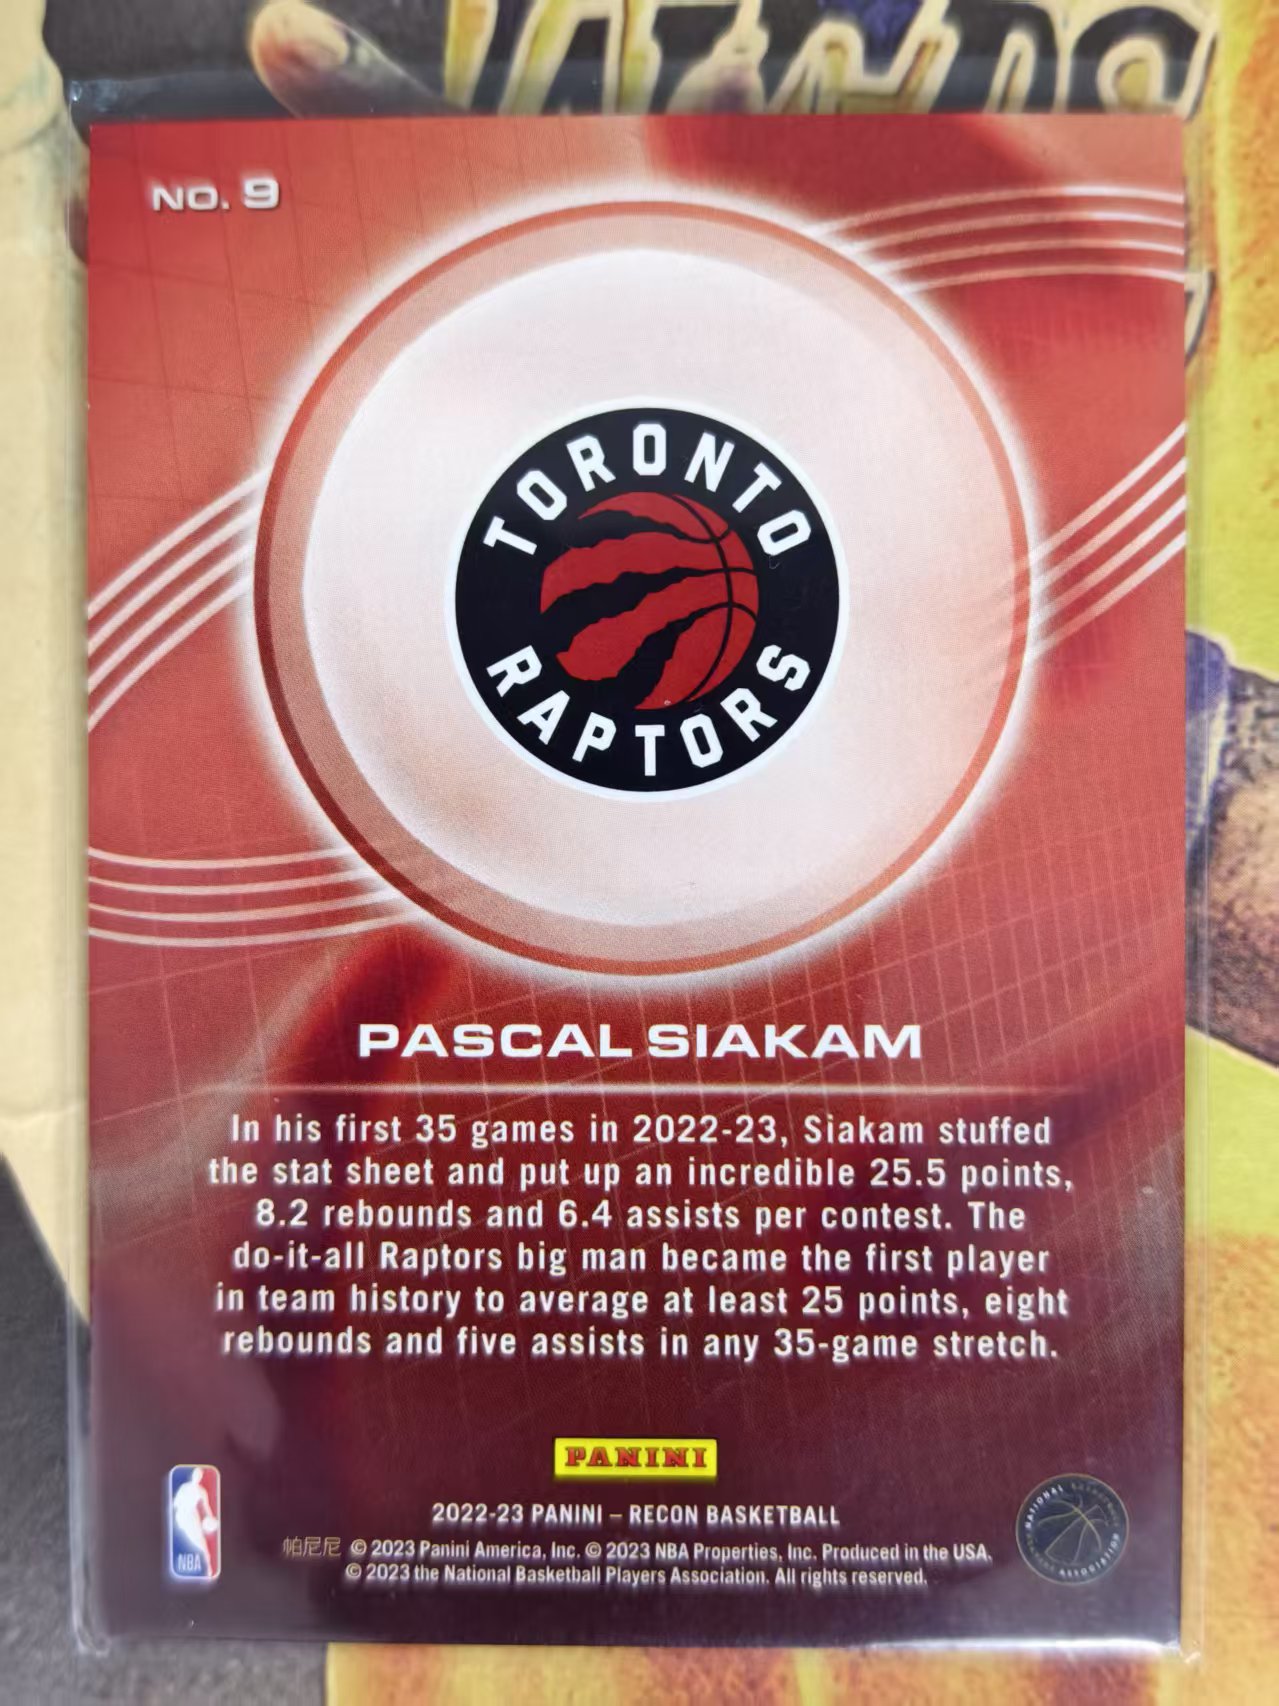 NO. 9
TORONTO
RAPTORS
PASCAL SIAKAM
In his first 35 games in 2022-23, Siakam stuffed
the stat sheet and put up an incredible 25.5 points,
8.2 rebounds and 6.4 assists per contest. The
do-it-all Raptors big man became the first player
in team history to average at least 25 points, eight
rebounds and five assists in any 35-game stretch.
PANINI
2022-23 PANINI – RECON BASKETBALL
帕尼尼 © 2023 Panini America, Inc. © 2023 NBA Properties, Inc. Produced in the USA.
© 2023 the National Basketball Players Association. All rights reserved.
NBA
NATIONAL BASKETBALL
ASSOCIATION